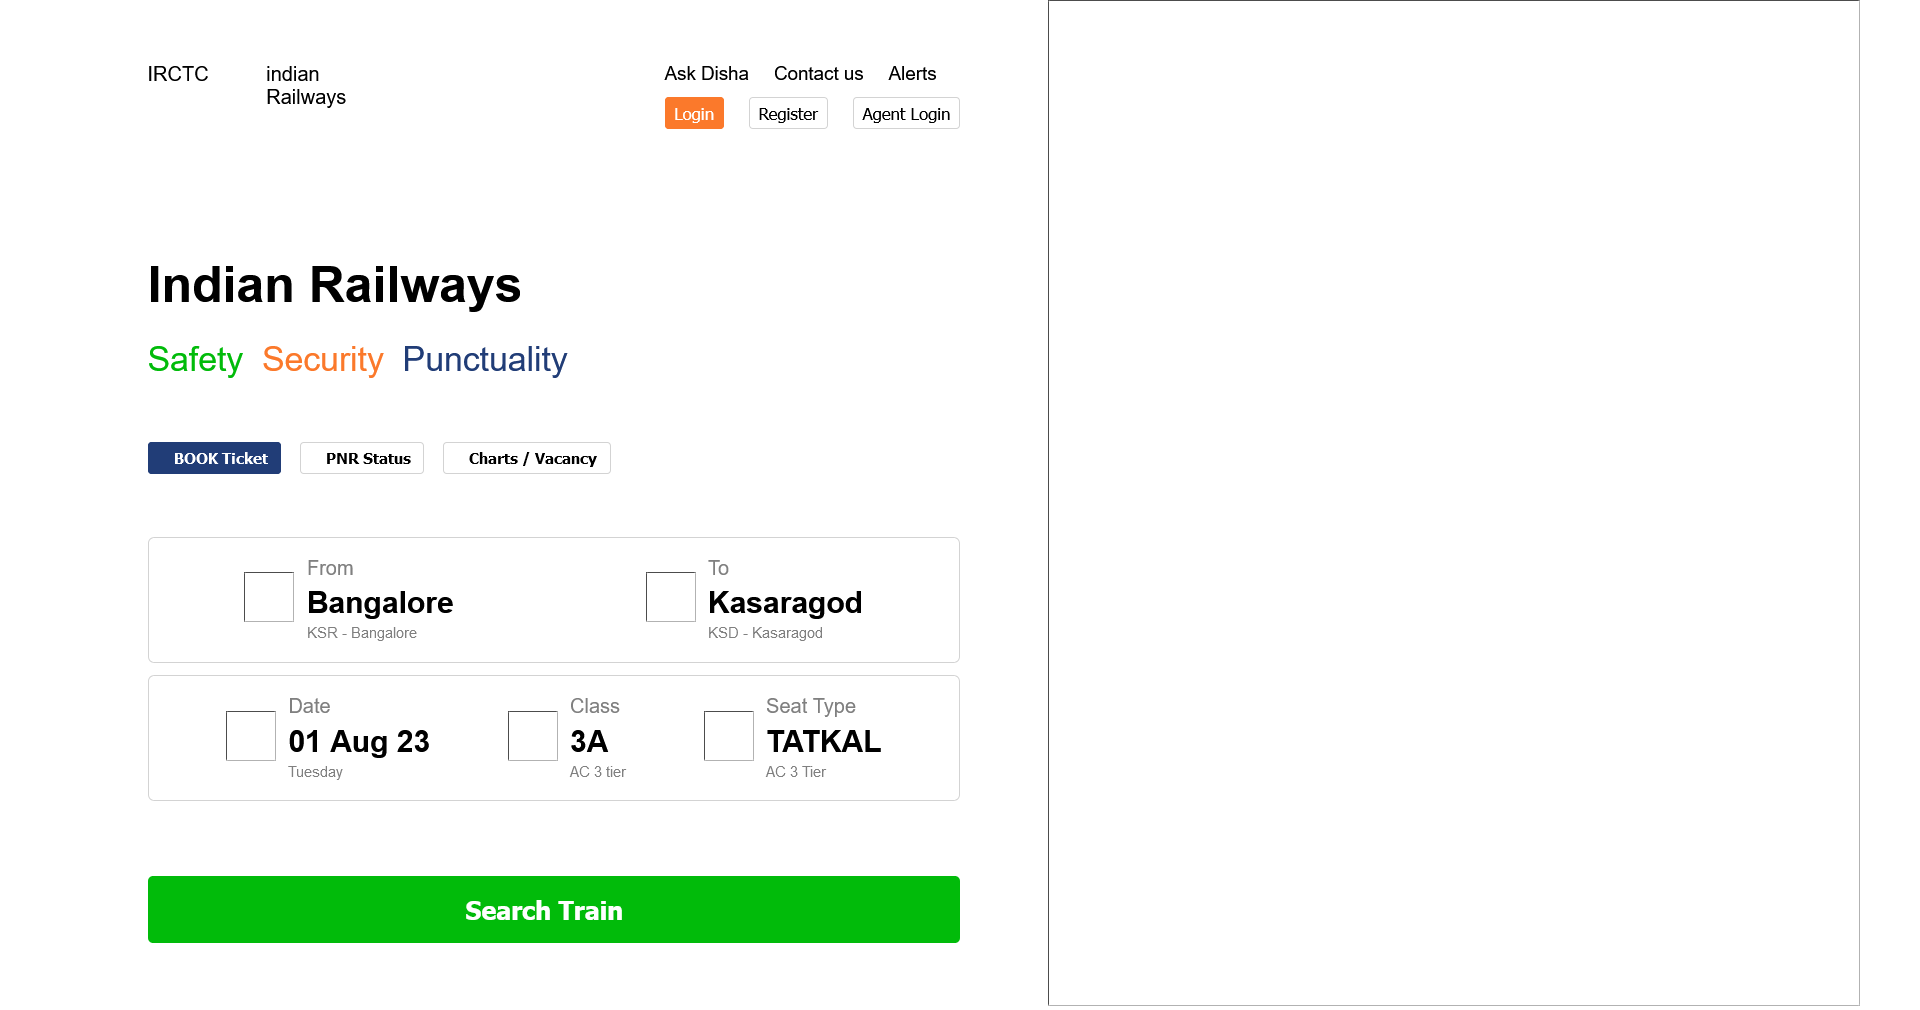 IRCTC
indian
Railways
Ask Disha Contact us Alerts
Login Register Agent Login
Indian Railways
Safety Security Punctuality
BOOK Ticket PNR Status Charts / Vacancy
From
Bangalore
KSR - Bangalore
To
Kasaragod
KSD - Kasaragod
Date
01 Aug 23
Tuesday
Class
3A
AC 3 tier
Seat Type
TATKAL
AC 3 Tier
Search Train